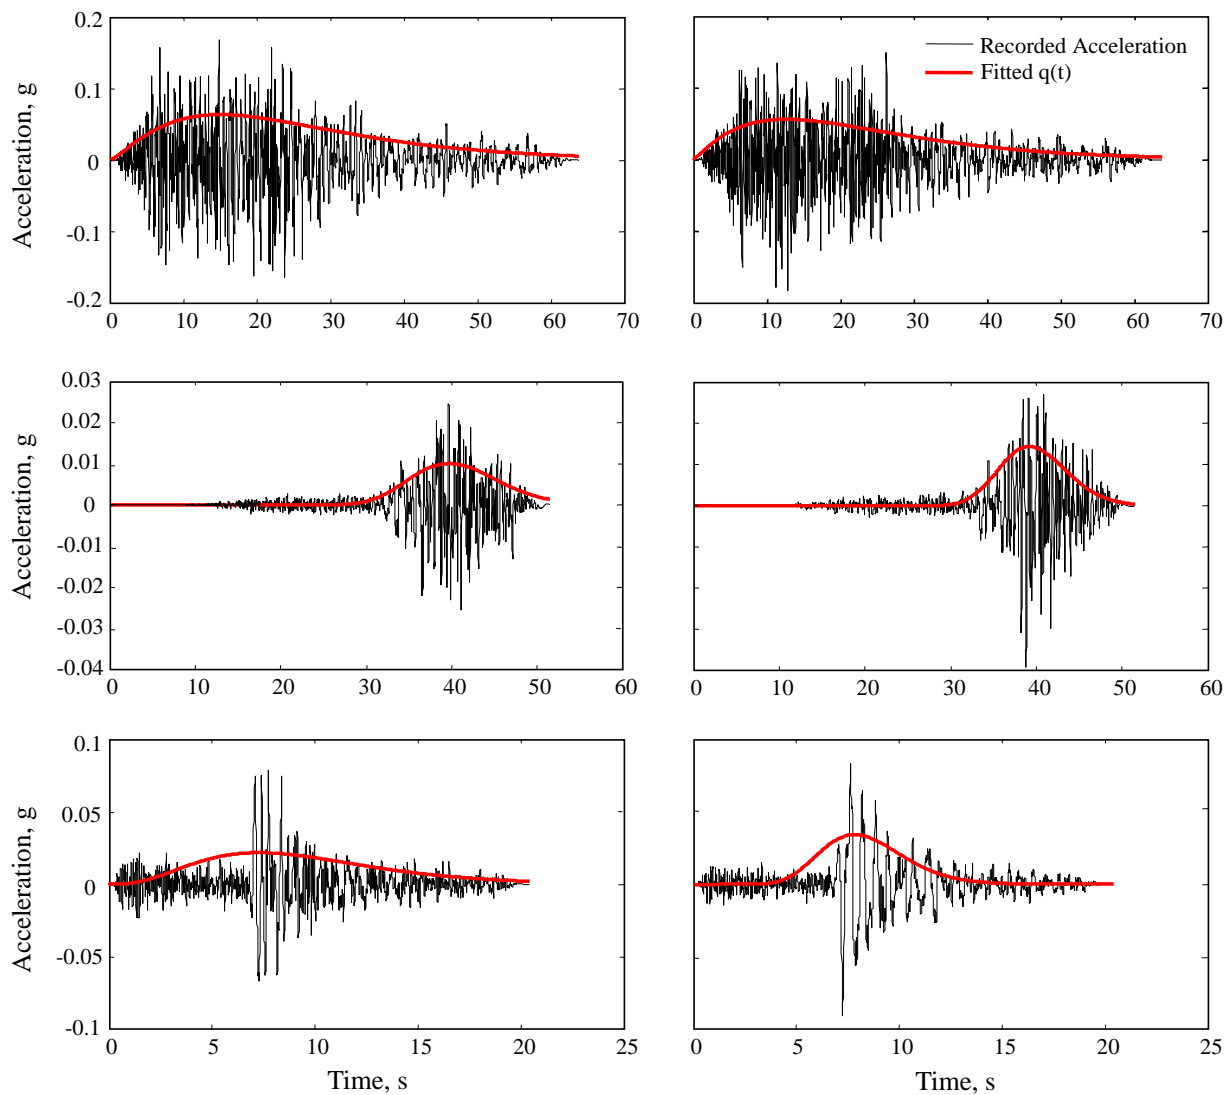 0.2
0.1
0
-0.1
-0.2
Acceleration, g
0 10 20 30 40 50 60 70
Recorded Acceleration
Fitted q(t)
0 10 20 30 40 50 60 70
0.03
0.02
0.01
0
-0.01
-0.02
-0.03
-0.04
Acceleration, g
0 10 20 30 40 50 60
0 10 20 30 40 50 60
0.1
0.05
0
-0.05
-0.1
Acceleration, g
0 5 10 15 20 25
Time, s
0 5 10 15 20 25
Time, s